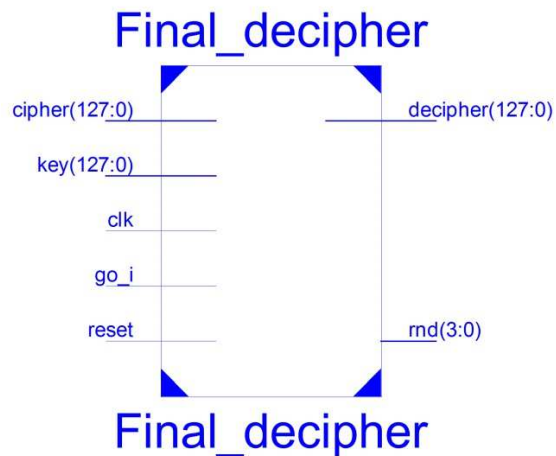 Final_decipher
cipher(127:0) decipher(127:0)
key(127:0)
clk
go_i
reset rnd(3:0)
Final_decipher